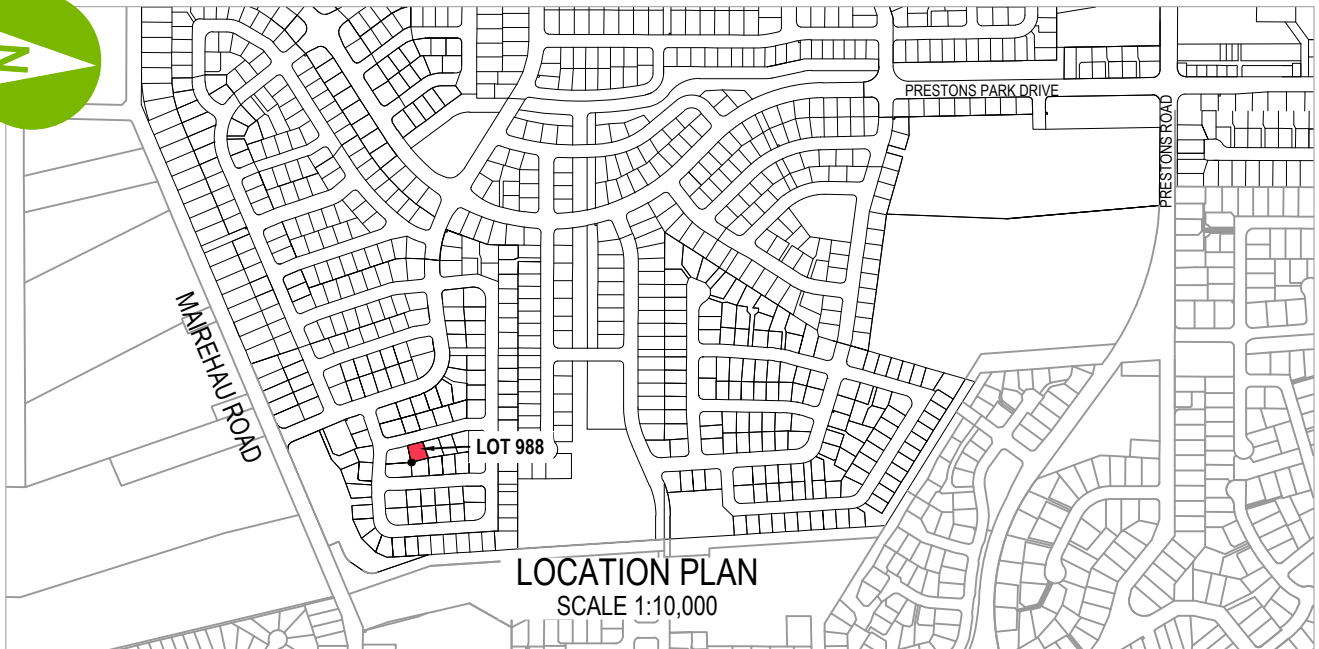 N
PRESTONS PARK DRIVE
PRESTONS ROAD
MAIREHAU ROAD
LOT 988
LOCATION PLAN
SCALE 1:10,000